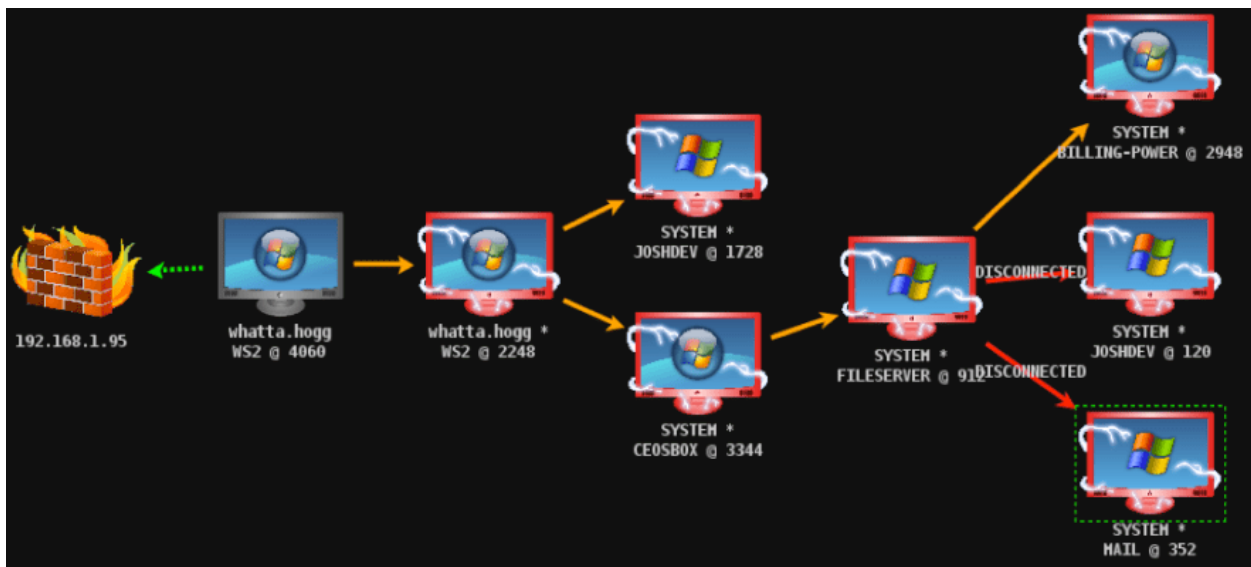 192.168.1.95
whatta.hogg
WS2 @ 4060
whatta.hogg *
WS2 @ 2248
SYSTEM *
JOSHDEV @ 1728
SYSTEM *
CEOSBOX @ 3344
SYSTEM *
FILESERVER @ 912
SYSTEM *
BILLING-POWER @ 2948
DISCONNECTED
SYSTEM *
JOSHDEV @ 120
DISCONNECTED
SYSTEM *
MAIL @ 352